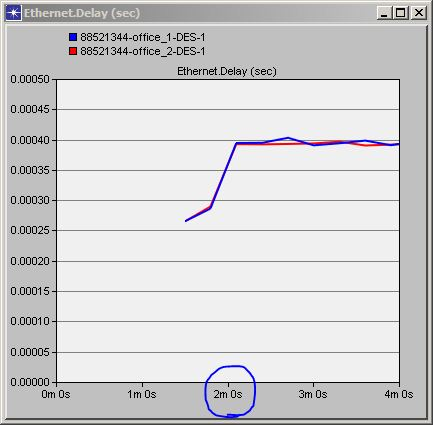 Ethernet.Delay (sec)
88521344-office_1-DES-1
88521344-office_2-DES-1
Ethernet.Delay (sec)
0.00050
0.00045
0.00040
0.00035
0.00030
0.00025
0.00020
0.00015
0.00010
0.00005
0.00000
0m 0s 1m 0s 2m 0s 3m 0s 4m 0s